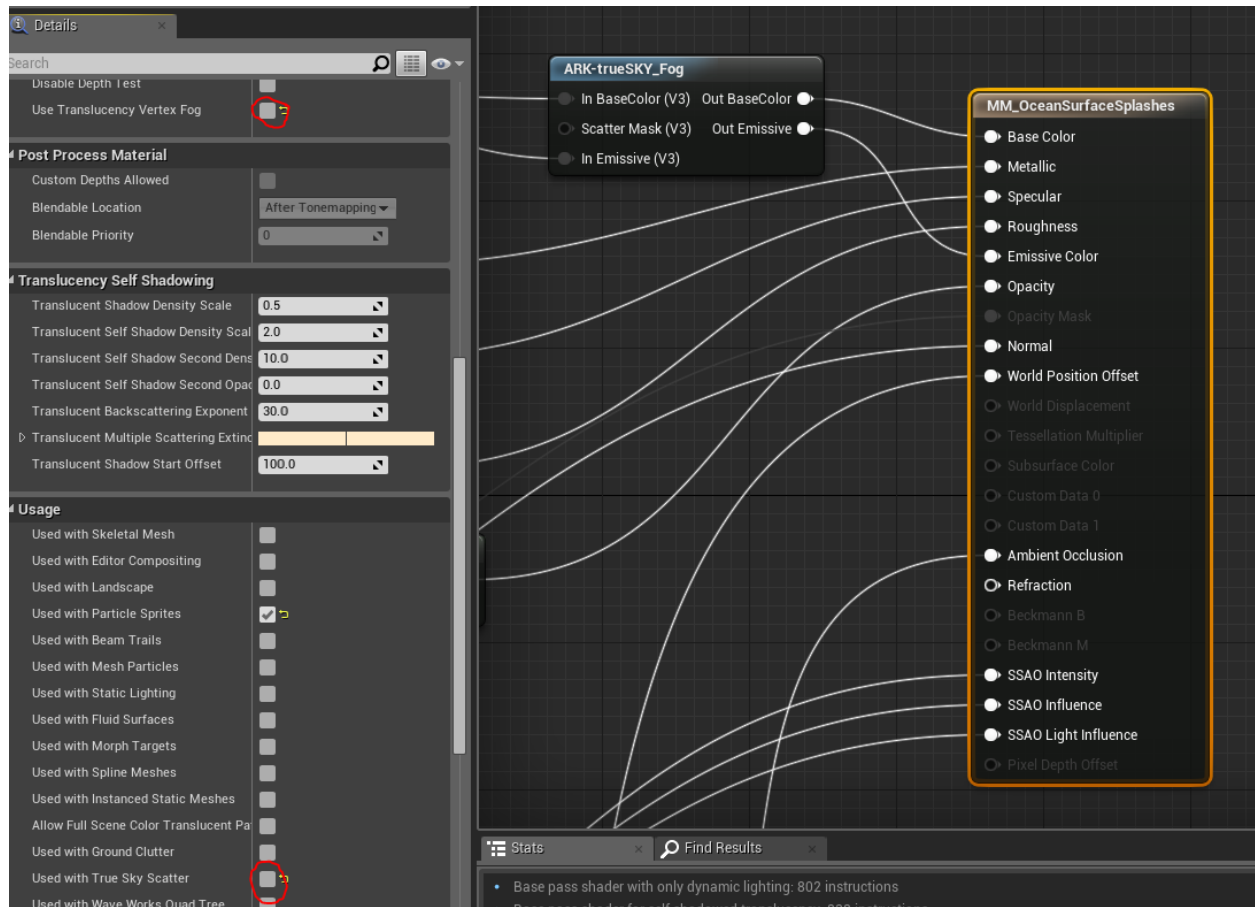 Details
Search
Disable Depth Test
Use Translucency Vertex Fog
Post Process Material
Custom Depths Allowed
Blendable Location After Tonemapping
Blendable Priority 0
Translucency Self Shadowing
Translucent Shadow Density Scale 0.5
Translucent Self Shadow Density Scal 2.0
Translucent Self Shadow Second Dens 10.0
Translucent Self Shadow Second Opac 0.0
Translucent Backscattering Exponent 30.0
Translucent Multiple Scattering Extinc
Translucent Shadow Start Offset 100.0
Usage
Used with Skeletal Mesh
Used with Editor Compositing
Used with Landscape
Used with Particle Sprites
Used with Beam Trails
Used with Mesh Particles
Used with Static Lighting
Used with Fluid Surfaces
Used with Morph Targets
Used with Spline Meshes
Used with Instanced Static Meshes
Allow Full Scene Color Translucent Pa
Used with Ground Clutter
Used with True Sky Scatter
Used with Wave Works Quad Tree
ARK-trueSKY_Fog
In BaseColor (V3) Out BaseColor
Scatter Mask (V3) Out Emissive
In Emissive (V3)
MM_OceanSurfaceSplashes
Base Color
Metallic
Specular
Roughness
Emissive Color
Opacity
Opacity Mask
Normal
World Position Offset
World Displacement
Tessellation Multiplier
Subsurface Color
Custom Data 0
Custom Data 1
Ambient Occlusion
Refraction
Beckmann B
Beckmann M
SSAO Intensity
SSAO Influence
SSAO Light Influence
Pixel Depth Offset
Stats Find Results
Base pass shader with only dynamic lighting: 802 instructions